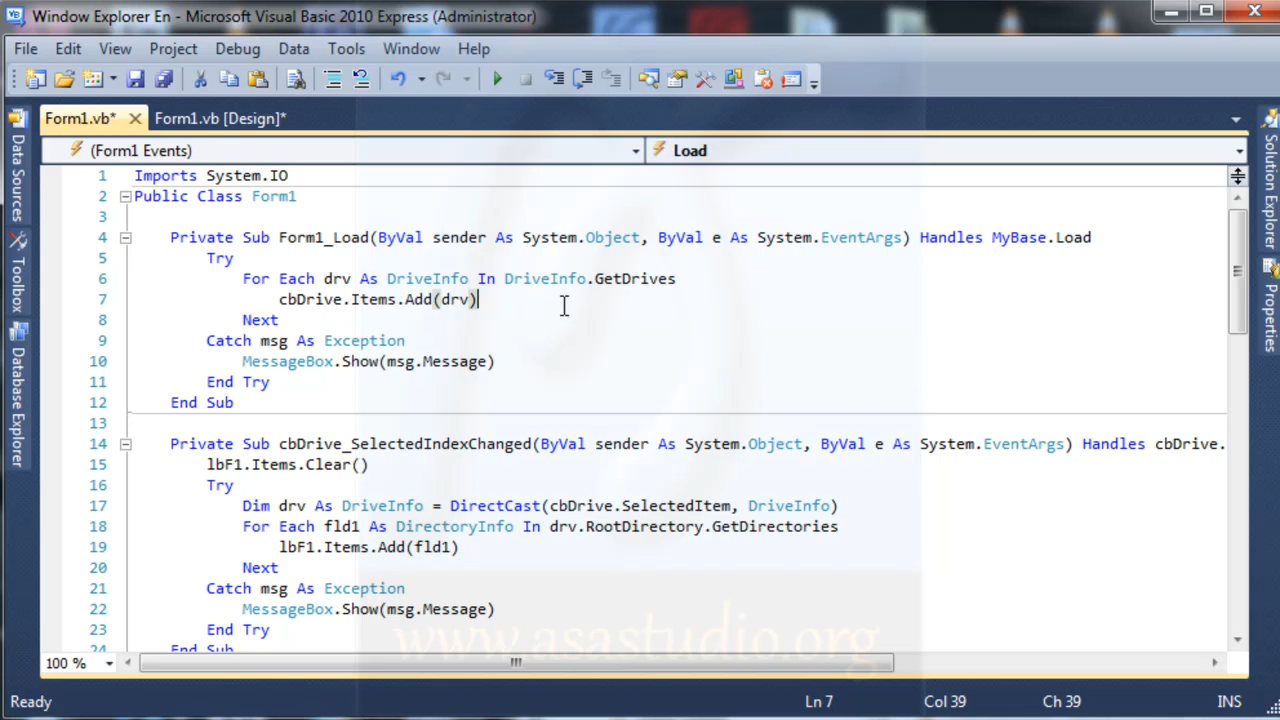 Window Explorer En - Microsoft Visual Basic 2010 Express (Administrator)
File Edit View Project Debug Data Tools Window Help
Form1.vb* Form1.vb [Design]*
(Form1 Events) Load
Data Sources
Toolbox
Database Explorer
Solution Explorer
Properties
1 Imports System.IO
2 Public Class Form1
3
4 Private Sub Form1_Load(ByVal sender As System.Object, ByVal e As System.EventArgs) Handles MyBase.Load
5 Try
6 For Each drv As DriveInfo In DriveInfo.GetDrives
7 cbDrive.Items.Add(drv)
8 Next
9 Catch msg As Exception
10 MessageBox.Show(msg.Message)
11 End Try
12 End Sub
13
14 Private Sub cbDrive_SelectedIndexChanged(ByVal sender As System.Object, ByVal e As System.EventArgs) Handles cbDrive.
15 lbF1.Items.Clear()
16 Try
17 Dim drv As DriveInfo = DirectCast(cbDrive.SelectedItem, DriveInfo)
18 For Each fld1 As DirectoryInfo In drv.RootDirectory.GetDirectories
19 lbF1.Items.Add(fld1)
20 Next
21 Catch msg As Exception
22 MessageBox.Show(msg.Message)
23 End Try
24 End Sub
www.asastudio.org
100 %
Ready Ln 7 Col 39 Ch 39 INS